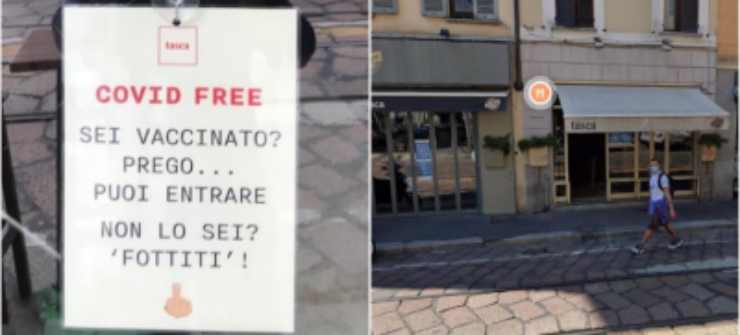 tasca
COVID FREE
SEI VACCINATO?
PREGO...
PUOI ENTRARE
NON LO SEI?
'FOTTITI'!
tasca